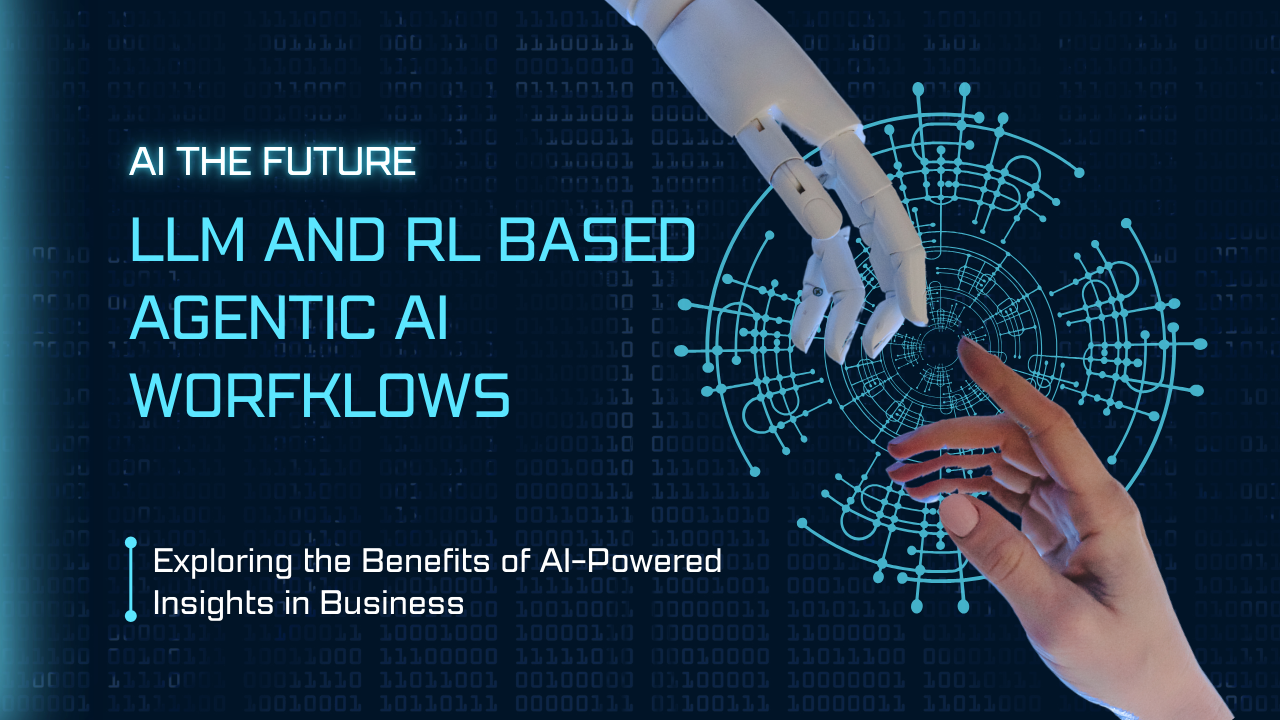 AI THE FUTURE
LLM AND RL BASED
AGENTIC AI
WORFKLOWS
Exploring the Benefits of AI-Powered
Insights in Business